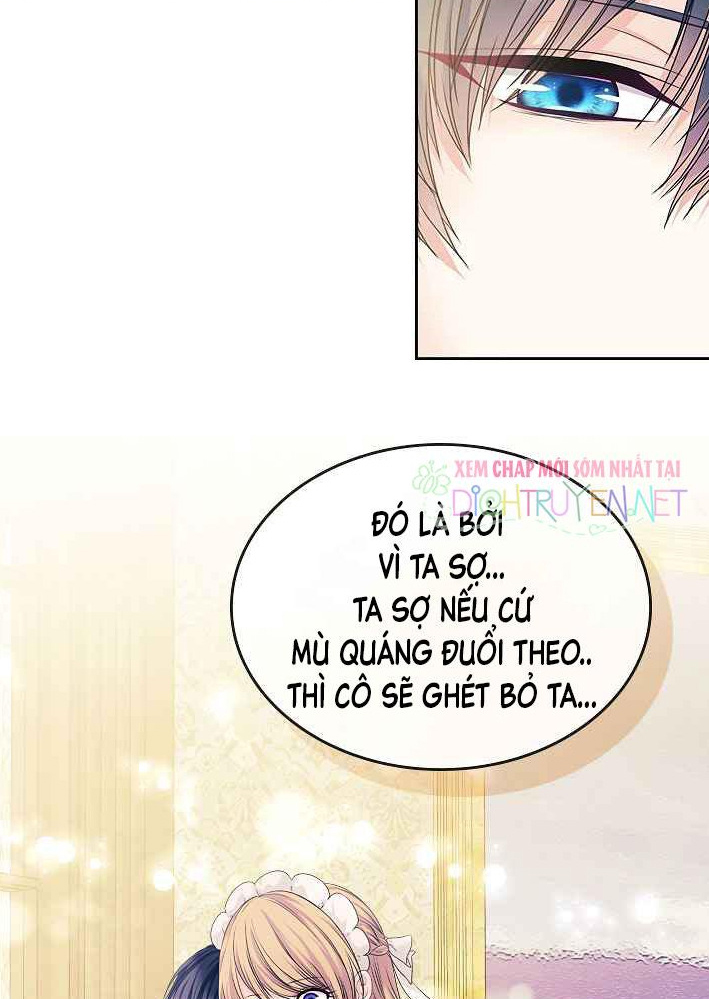 XEM CHAP MỚI SỚM NHẤT TẠI
DICHTRUYEN.NET
ĐÓ LÀ BỞI
VÌ TA SỢ...
TA SỢ NẾU CỨ
MÙ QUÁNG ĐUỔI THEO..
THÌ CÔ SẼ GHÉT BỎ TA...